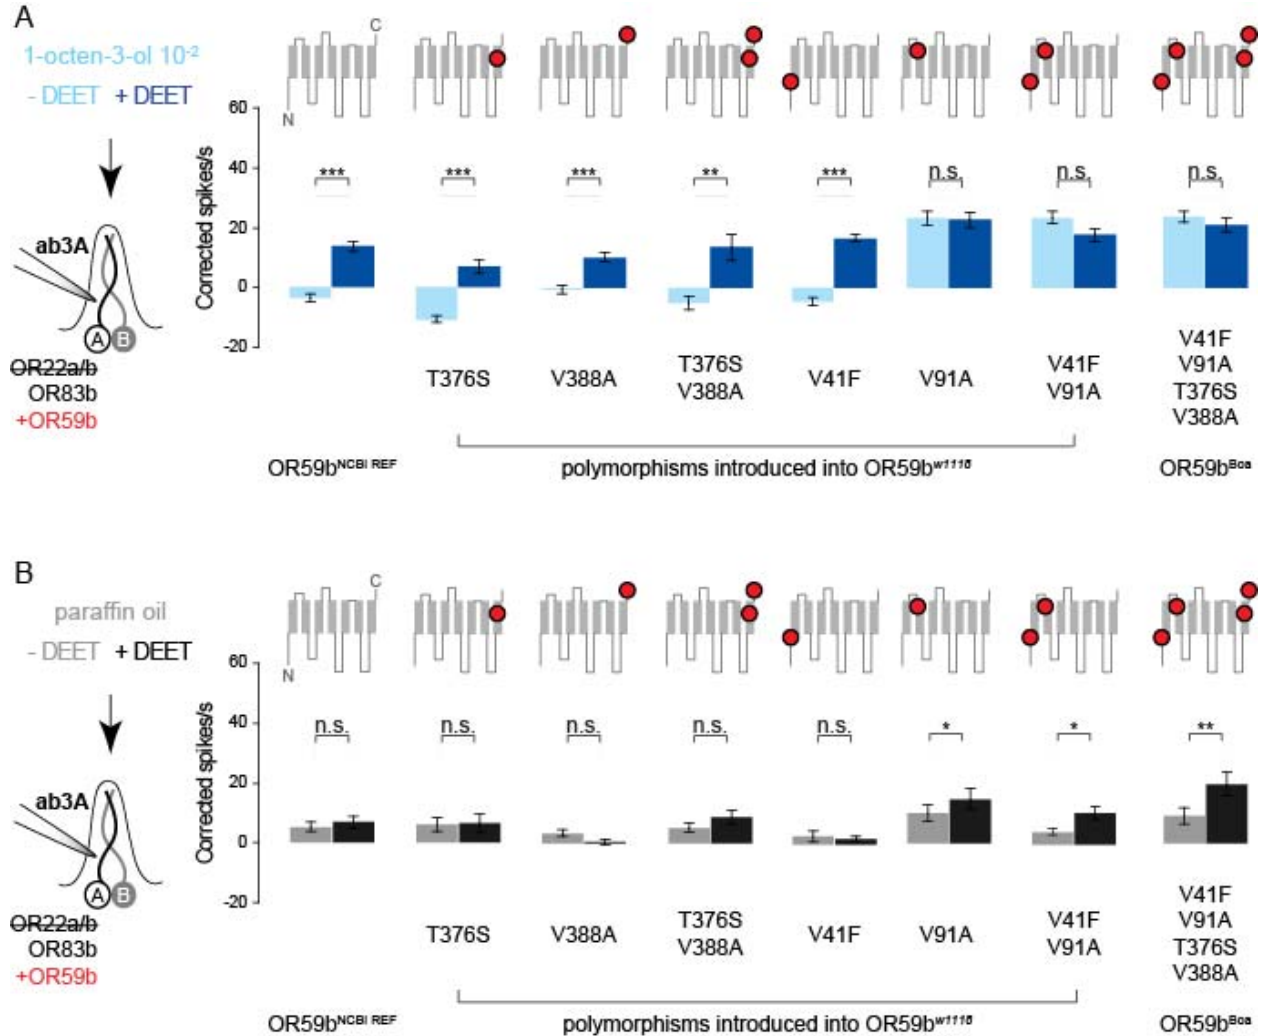 A
1-octen-3-ol 10-2
- DEET + DEET
C
N
Corrected spikes/s
60
40
20
0
-20
*** *** *** ** *** n.s. n.s. n.s.
ab3A
A B
OR22a/b
OR83b
+OR59b
T376S
V388A
T376S
V388A
V41F
V91A
V41F
V91A
V41F
V91A
T376S
V388A
OR59bNCBI REF
polymorphisms introduced into OR59bw1118
OR59bBoa
B
paraffin oil
- DEET + DEET
C
N
Corrected spikes/s
60
40
20
0
-20
n.s. n.s. n.s. n.s. n.s. * * **
ab3A
A B
OR22a/b
OR83b
+OR59b
T376S
V388A
T376S
V388A
V41F
V91A
V41F
V91A
V41F
V91A
T376S
V388A
OR59bNCBI REF
polymorphisms introduced into OR59bw1118
OR59bBoa